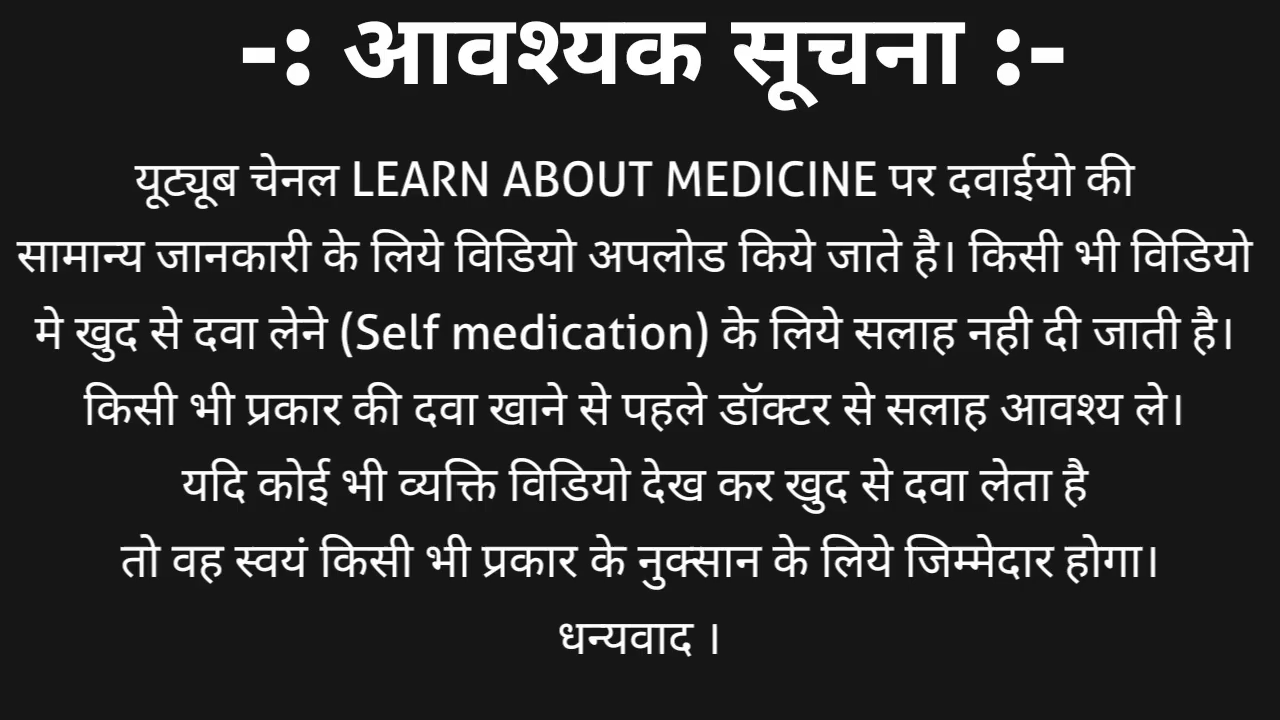 -: आवश्यक सूचना :-
यूट्यूब चेनल LEARN ABOUT MEDICINE पर दवाईयो की
सामान्य जानकारी के लिये विडियो अपलोड किये जाते है। किसी भी विडियो
मे खुद से दवा लेने (Self medication) के लिये सलाह नही दी जाती है।
किसी भी प्रकार की दवा खाने से पहले डॉक्टर से सलाह आवश्य ले।
यदि कोई भी व्यक्ति विडियो देख कर खुद से दवा लेता है
तो वह स्वयं किसी भी प्रकार के नुक्सान के लिये जिम्मेदार होगा।
धन्यवाद ।